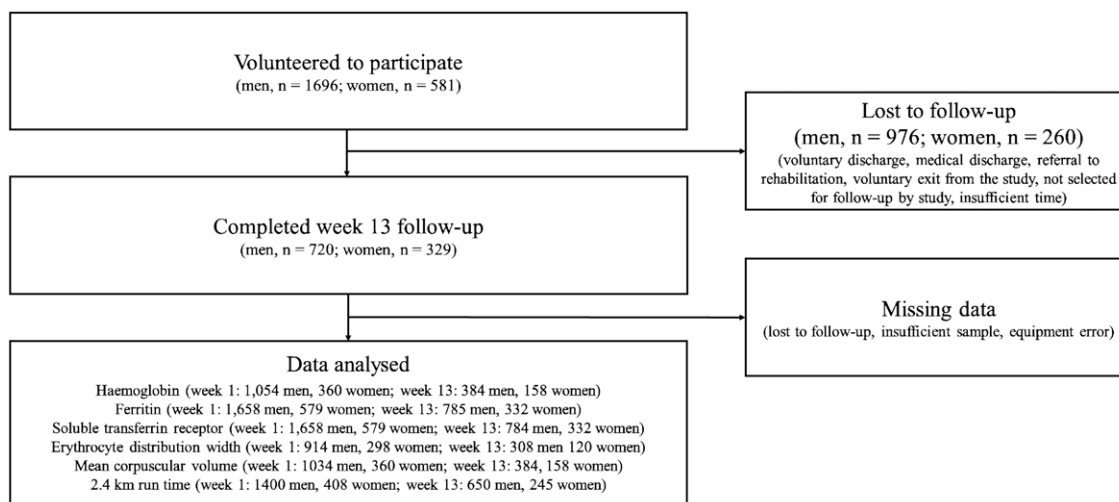 Volunteered to participate
(men, n = 1696; women, n = 581)
Lost to follow-up
(men, n = 976; women, n = 260)
(voluntary discharge, medical discharge, referral to
rehabilitation, voluntary exit from the study, not selected
for follow-up by study, insufficient time)
Completed week 13 follow-up
(men, n = 720; women, n = 329)
Missing data
(lost to follow-up, insufficient sample, equipment error)
Data analysed
Haemoglobin (week 1: 1,054 men, 360 women; week 13: 384 men, 158 women)
Ferritin (week 1: 1,658 men, 579 women; week 13: 785 men, 332 women)
Soluble transferrin receptor (week 1: 1,658 men, 579 women; week 13: 784 men, 332 women)
Erythrocyte distribution width (week 1: 914 men, 298 women; week 13: 308 men 120 women)
Mean corpuscular volume (week 1: 1034 men, 360 women; week 13: 384, 158 women)
2.4 km run time (week 1: 1400 men, 408 women; week 13: 650 men, 245 women)